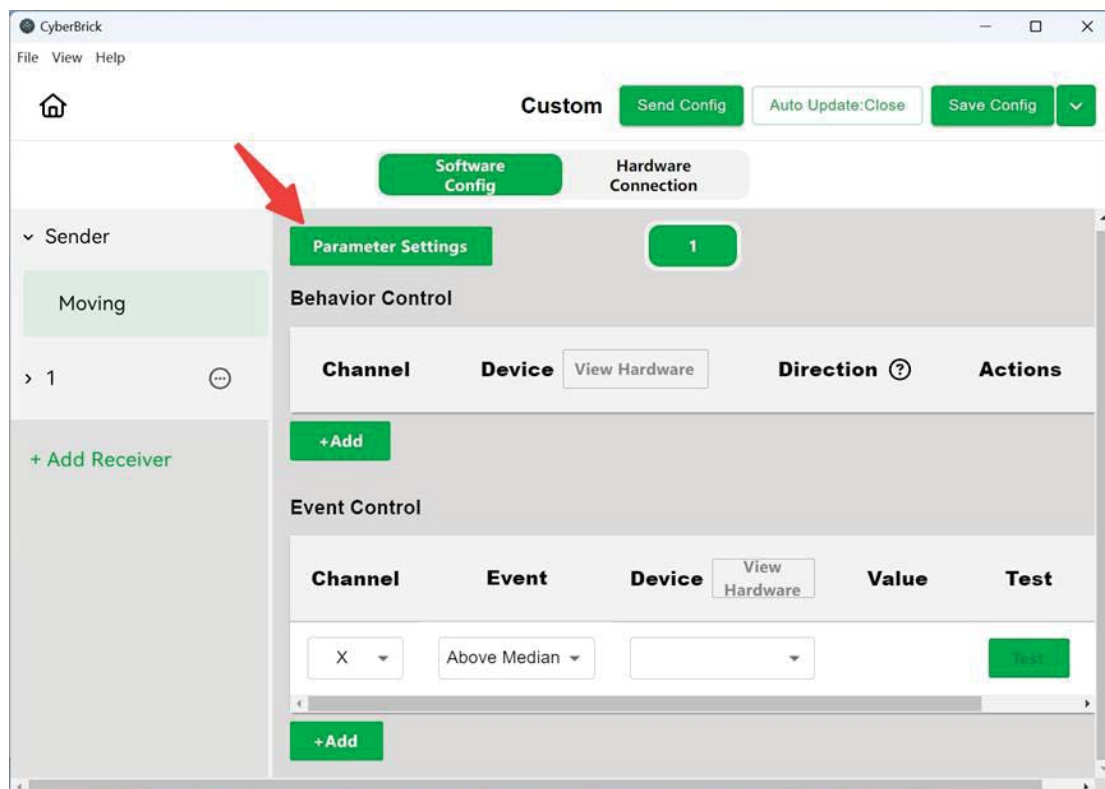 CyberBrick
File View Help
Custom Send Config Auto Update:Close Save Config
Software
Config
Hardware
Connection
Sender
Moving
1
+ Add Receiver
Parameter Settings
1
Behavior Control
Channel Device View Hardware Direction ? Actions
+Add
Event Control
Channel Event Device View
Hardware Value Test
X Above Median Test
+Add